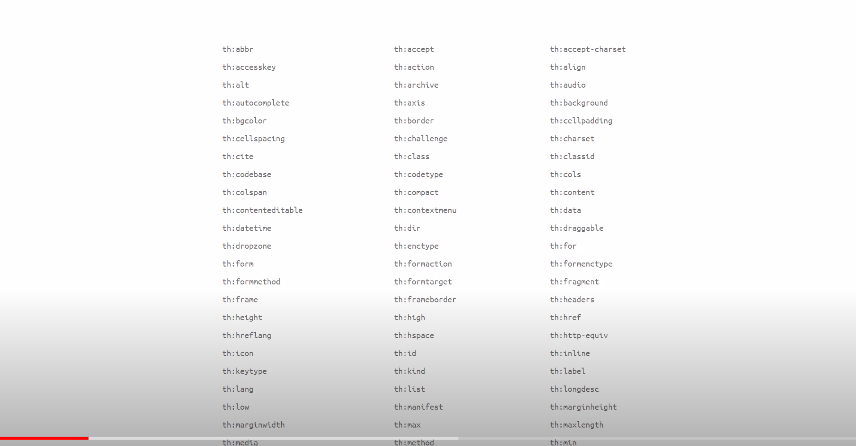 th:abbr th:accept th:accept-charset
th:accesskey th:action th:align
th:alt th:archive th:audio
th:autocomplete th:axis th:background
th:bgcolor th:border th:cellpadding
th:cellspacing th:challenge th:charset
th:cite th:class th:classid
th:codebase th:codetype th:cols
th:colspan th:compact th:content
th:contenteditable th:contextmenu th:data
th:datetime th:dir th:draggable
th:dropzone th:enctype th:for
th:form th:formaction th:formenctype
th:formmethod th:formtarget th:fragment
th:frame th:frameborder th:headers
th:height th:high th:href
th:hreflang th:hspace th:http-equiv
th:icon th:id th:inline
th:keytype th:kind th:label
th:lang th:list th:longdesc
th:low th:manifest th:marginheight
th:marginwidth th:max th:maxlength
th:media th:method th:min